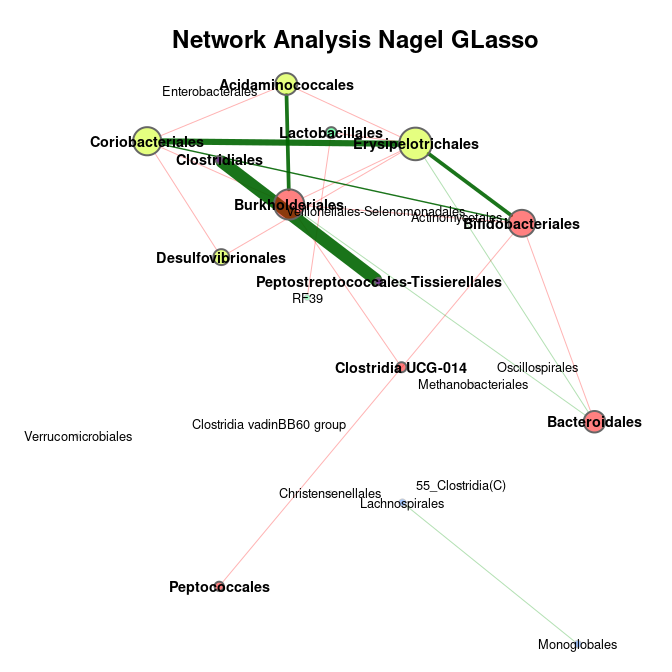 Network Analysis Nagel GLasso
Acidaminococcales
Enterobacterales
Lactobacillales
Coriobacteriales
Erysipelotrichales
Clostridiales
Burkholderiales
Veillonellales-Selenomonadales
Actinomycetales
Bifidobacteriales
Desulfovibrionales
Peptostreptococcales-Tissierellales
RF39
Clostridia UCG-014
Oscillospirales
Methanobacteriales
Bacteroidales
Clostridia vadinBB60 group
Verrucomicrobiales
55_Clostridia(C)
Christensenellales
Lachnospirales
Peptococcales
Monoglobales